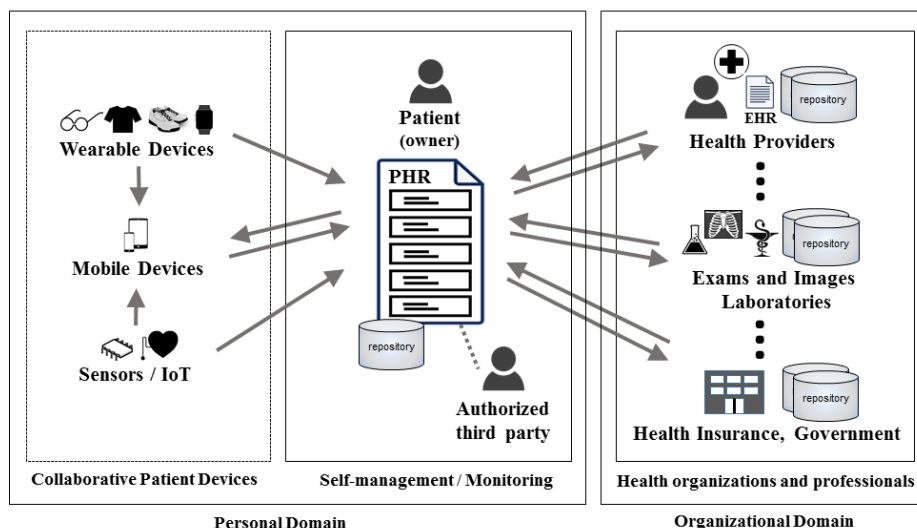 Wearable Devices
Mobile Devices
Sensors / IoT
Collaborative Patient Devices
Patient
(owner)
PHR
repository
Authorized
third party
Self-management / Monitoring
Personal Domain
EHR
repository
Health Providers
repository
Exams and Images
Laboratories
repository
Health Insurance, Government
Health organizations and professionals
Organizational Domain